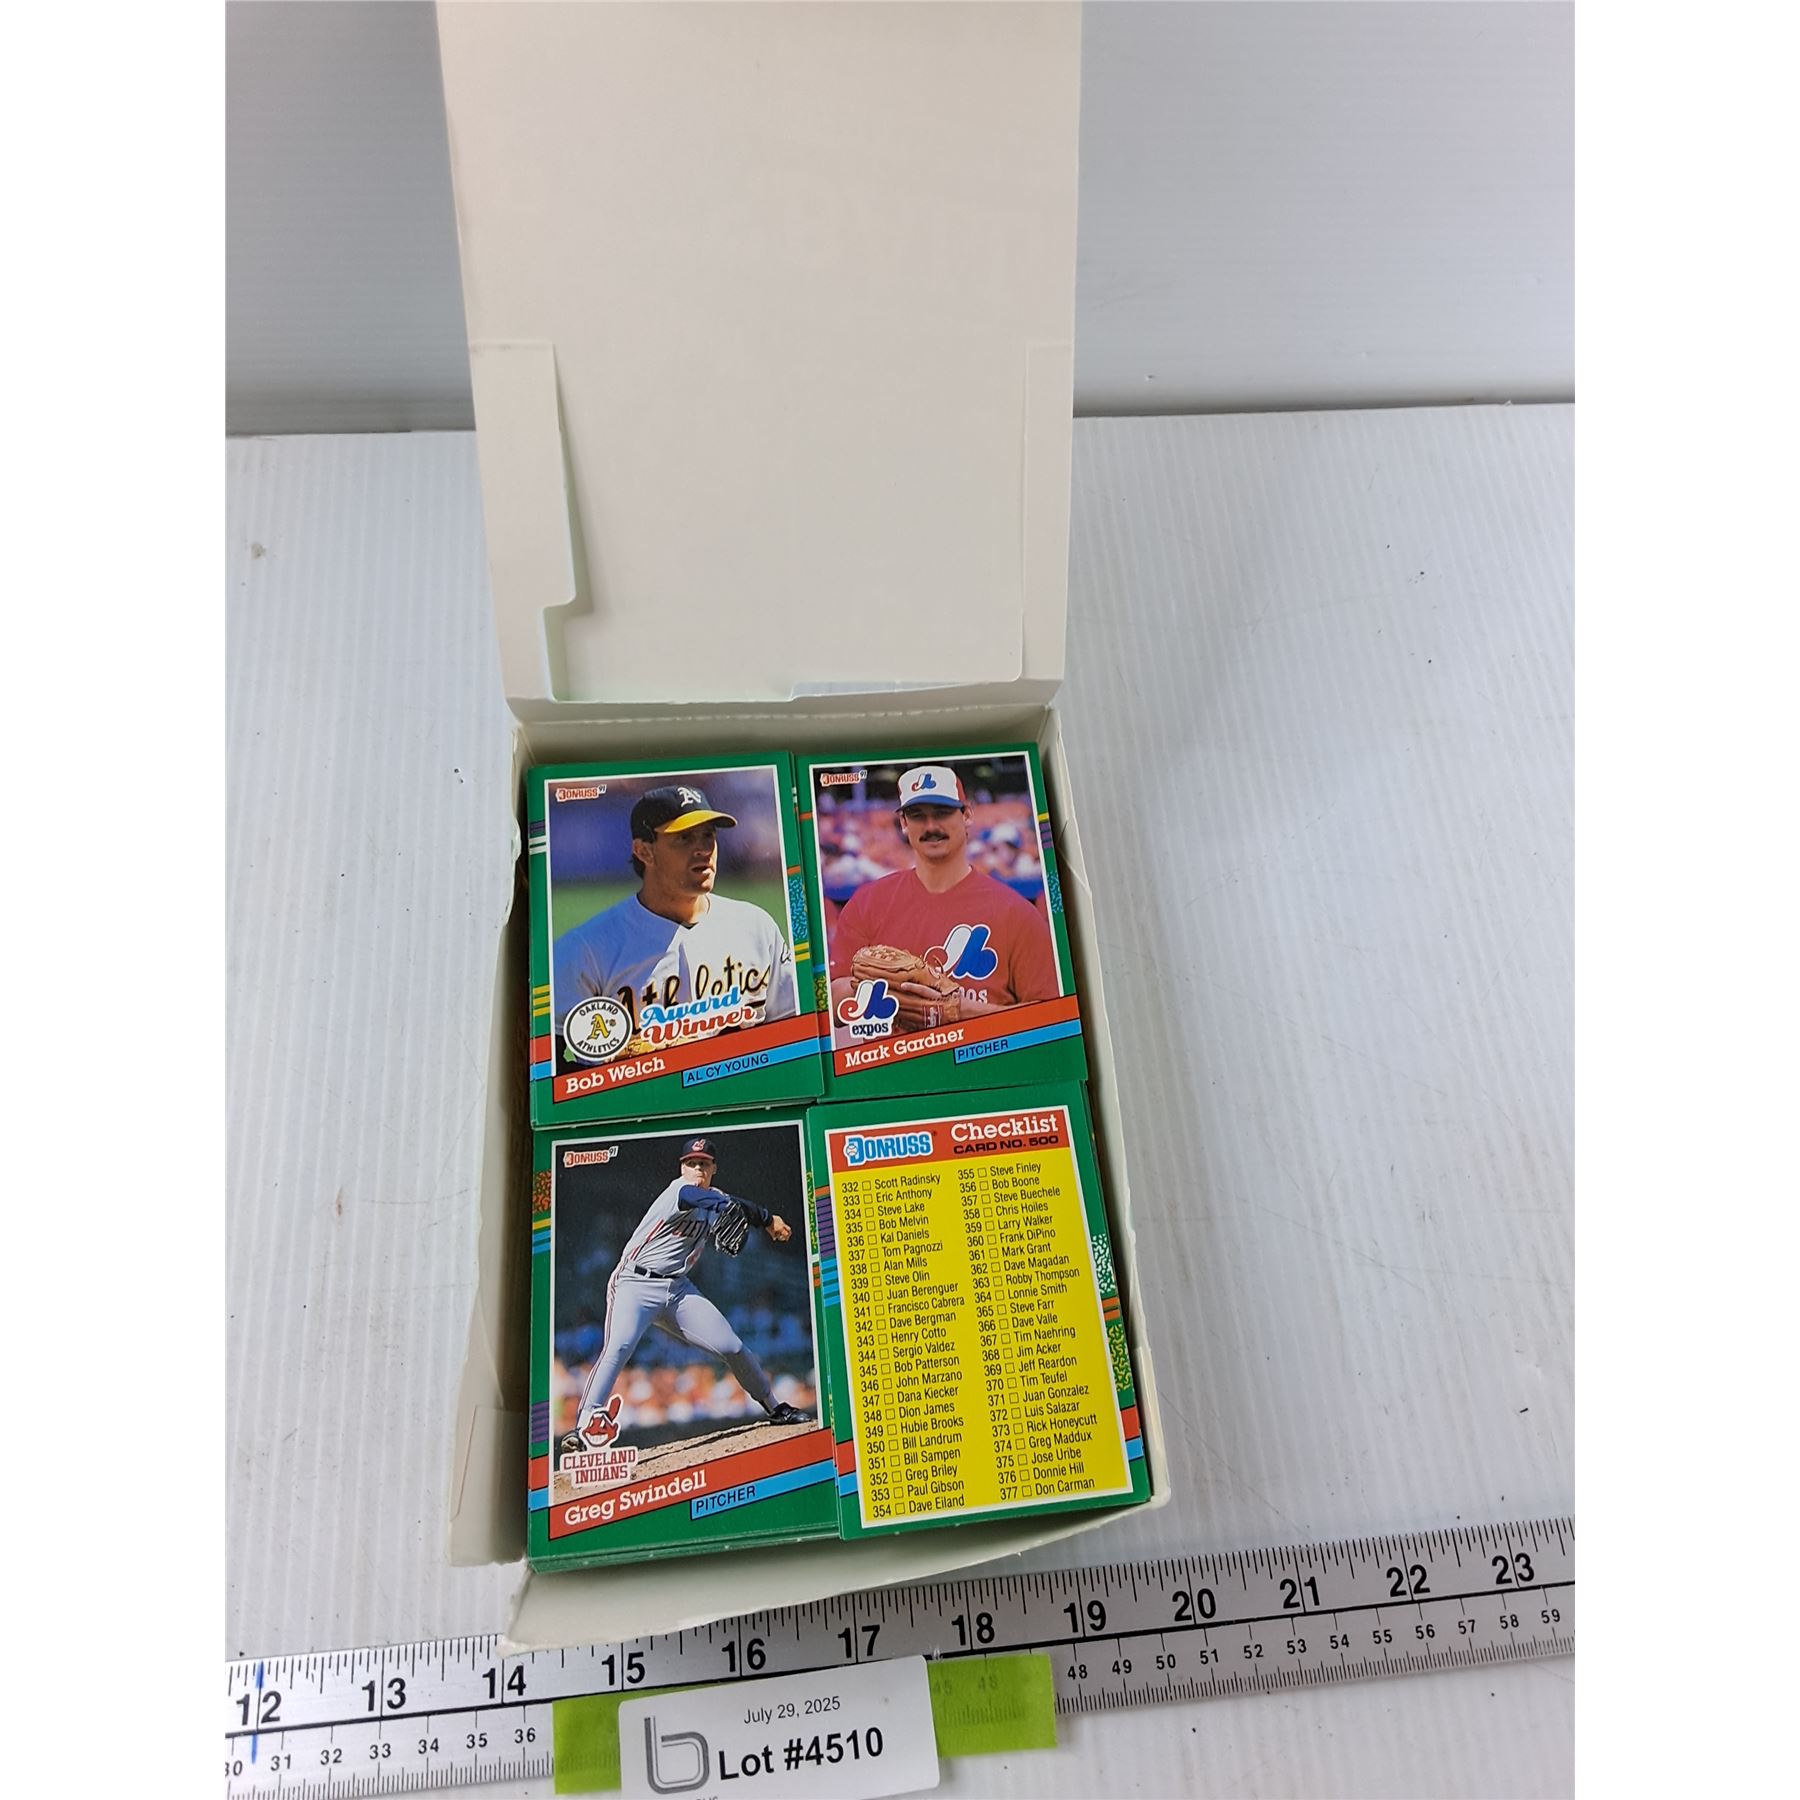 DONRUSS '91
Athletics
OAKLAND
A's
ATHLETICS
Award
Winner
Bob Welch
AL CY YOUNG
DONRUSS '91
expos
Mark Gardner
PITCHER
DONRUSS '91
CLEVELAND
INDIANS
Greg Swindell
PITCHER
DONRUSS
Checklist
CARD NO. 500
332 Scott Radinsky
333 Eric Anthony
334 Steve Lake
335 Bob Melvin
336 Kal Daniels
337 Tom Pagnozzi
338 Alan Mills
339 Steve Olin
340 Juan Berenguer
341 Francisco Cabrera
342 Dave Bergman
343 Henry Cotto
344 Sergio Valdez
345 Bob Patterson
346 John Marzano
347 Dana Kiecker
348 Dion James
349 Hubie Brooks
350 Bill Landrum
351 Bill Sampen
352 Greg Briley
353 Paul Gibson
354 Dave Eiland
355 Steve Finley
356 Bob Boone
357 Steve Buechele
358 Chris Hoiles
359 Larry Walker
360 Frank DiPino
361 Mark Grant
362 Dave Magadan
363 Robby Thompson
364 Lonnie Smith
365 Steve Farr
366 Dave Valle
367 Tim Naehring
368 Jim Acker
369 Jeff Reardon
370 Tim Teufel
371 Juan Gonzalez
372 Luis Salazar
373 Rick Honeycutt
374 Greg Maddux
375 Jose Uribe
376 Donnie Hill
377 Don Carman
12 13 14 15 16 17 18 19 20 21 22 23
30 31 32 33 34 35 36 45 46 48 49 50 51 52 53 54 55 56 57 58 59
July 29, 2025
Lot #4510